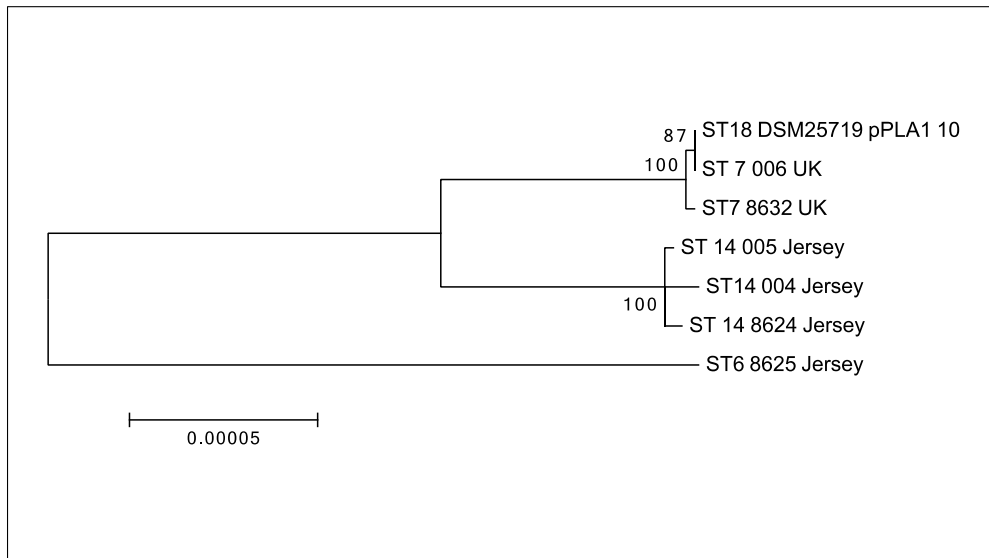 87
ST18 DSM25719 pPLA1 10
100
ST 7 006 UK
ST7 8632 UK
ST 14 005 Jersey
ST14 004 Jersey
100
ST 14 8624 Jersey
ST6 8625 Jersey
0.00005